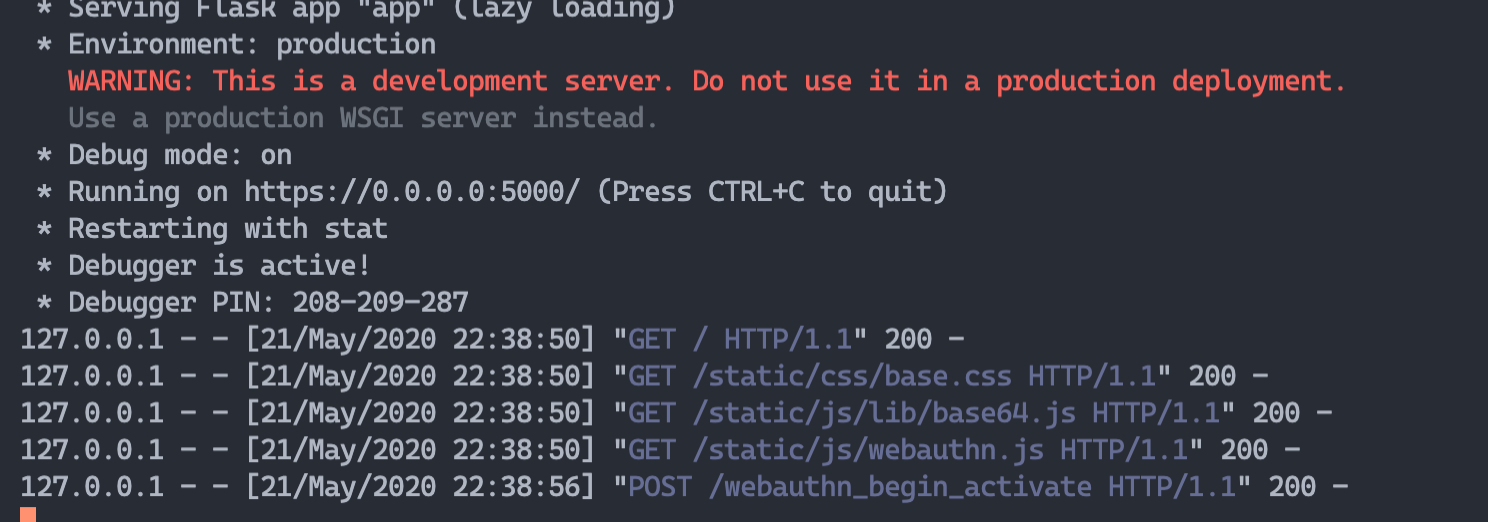 * Serving Flask app "app" (lazy loading)
* Environment: production
WARNING: This is a development server. Do not use it in a production deployment.
Use a production WSGI server instead.
* Debug mode: on
* Running on https://0.0.0.0:5000/ (Press CTRL+C to quit)
* Restarting with stat
* Debugger is active!
* Debugger PIN: 208-209-287
127.0.0.1 - - [21/May/2020 22:38:50] "GET / HTTP/1.1" 200 -
127.0.0.1 - - [21/May/2020 22:38:50] "GET /static/css/base.css HTTP/1.1" 200 -
127.0.0.1 - - [21/May/2020 22:38:50] "GET /static/js/lib/base64.js HTTP/1.1" 200 -
127.0.0.1 - - [21/May/2020 22:38:50] "GET /static/js/webauthn.js HTTP/1.1" 200 -
127.0.0.1 - - [21/May/2020 22:38:56] "POST /webauthn_begin_activate HTTP/1.1" 200 -